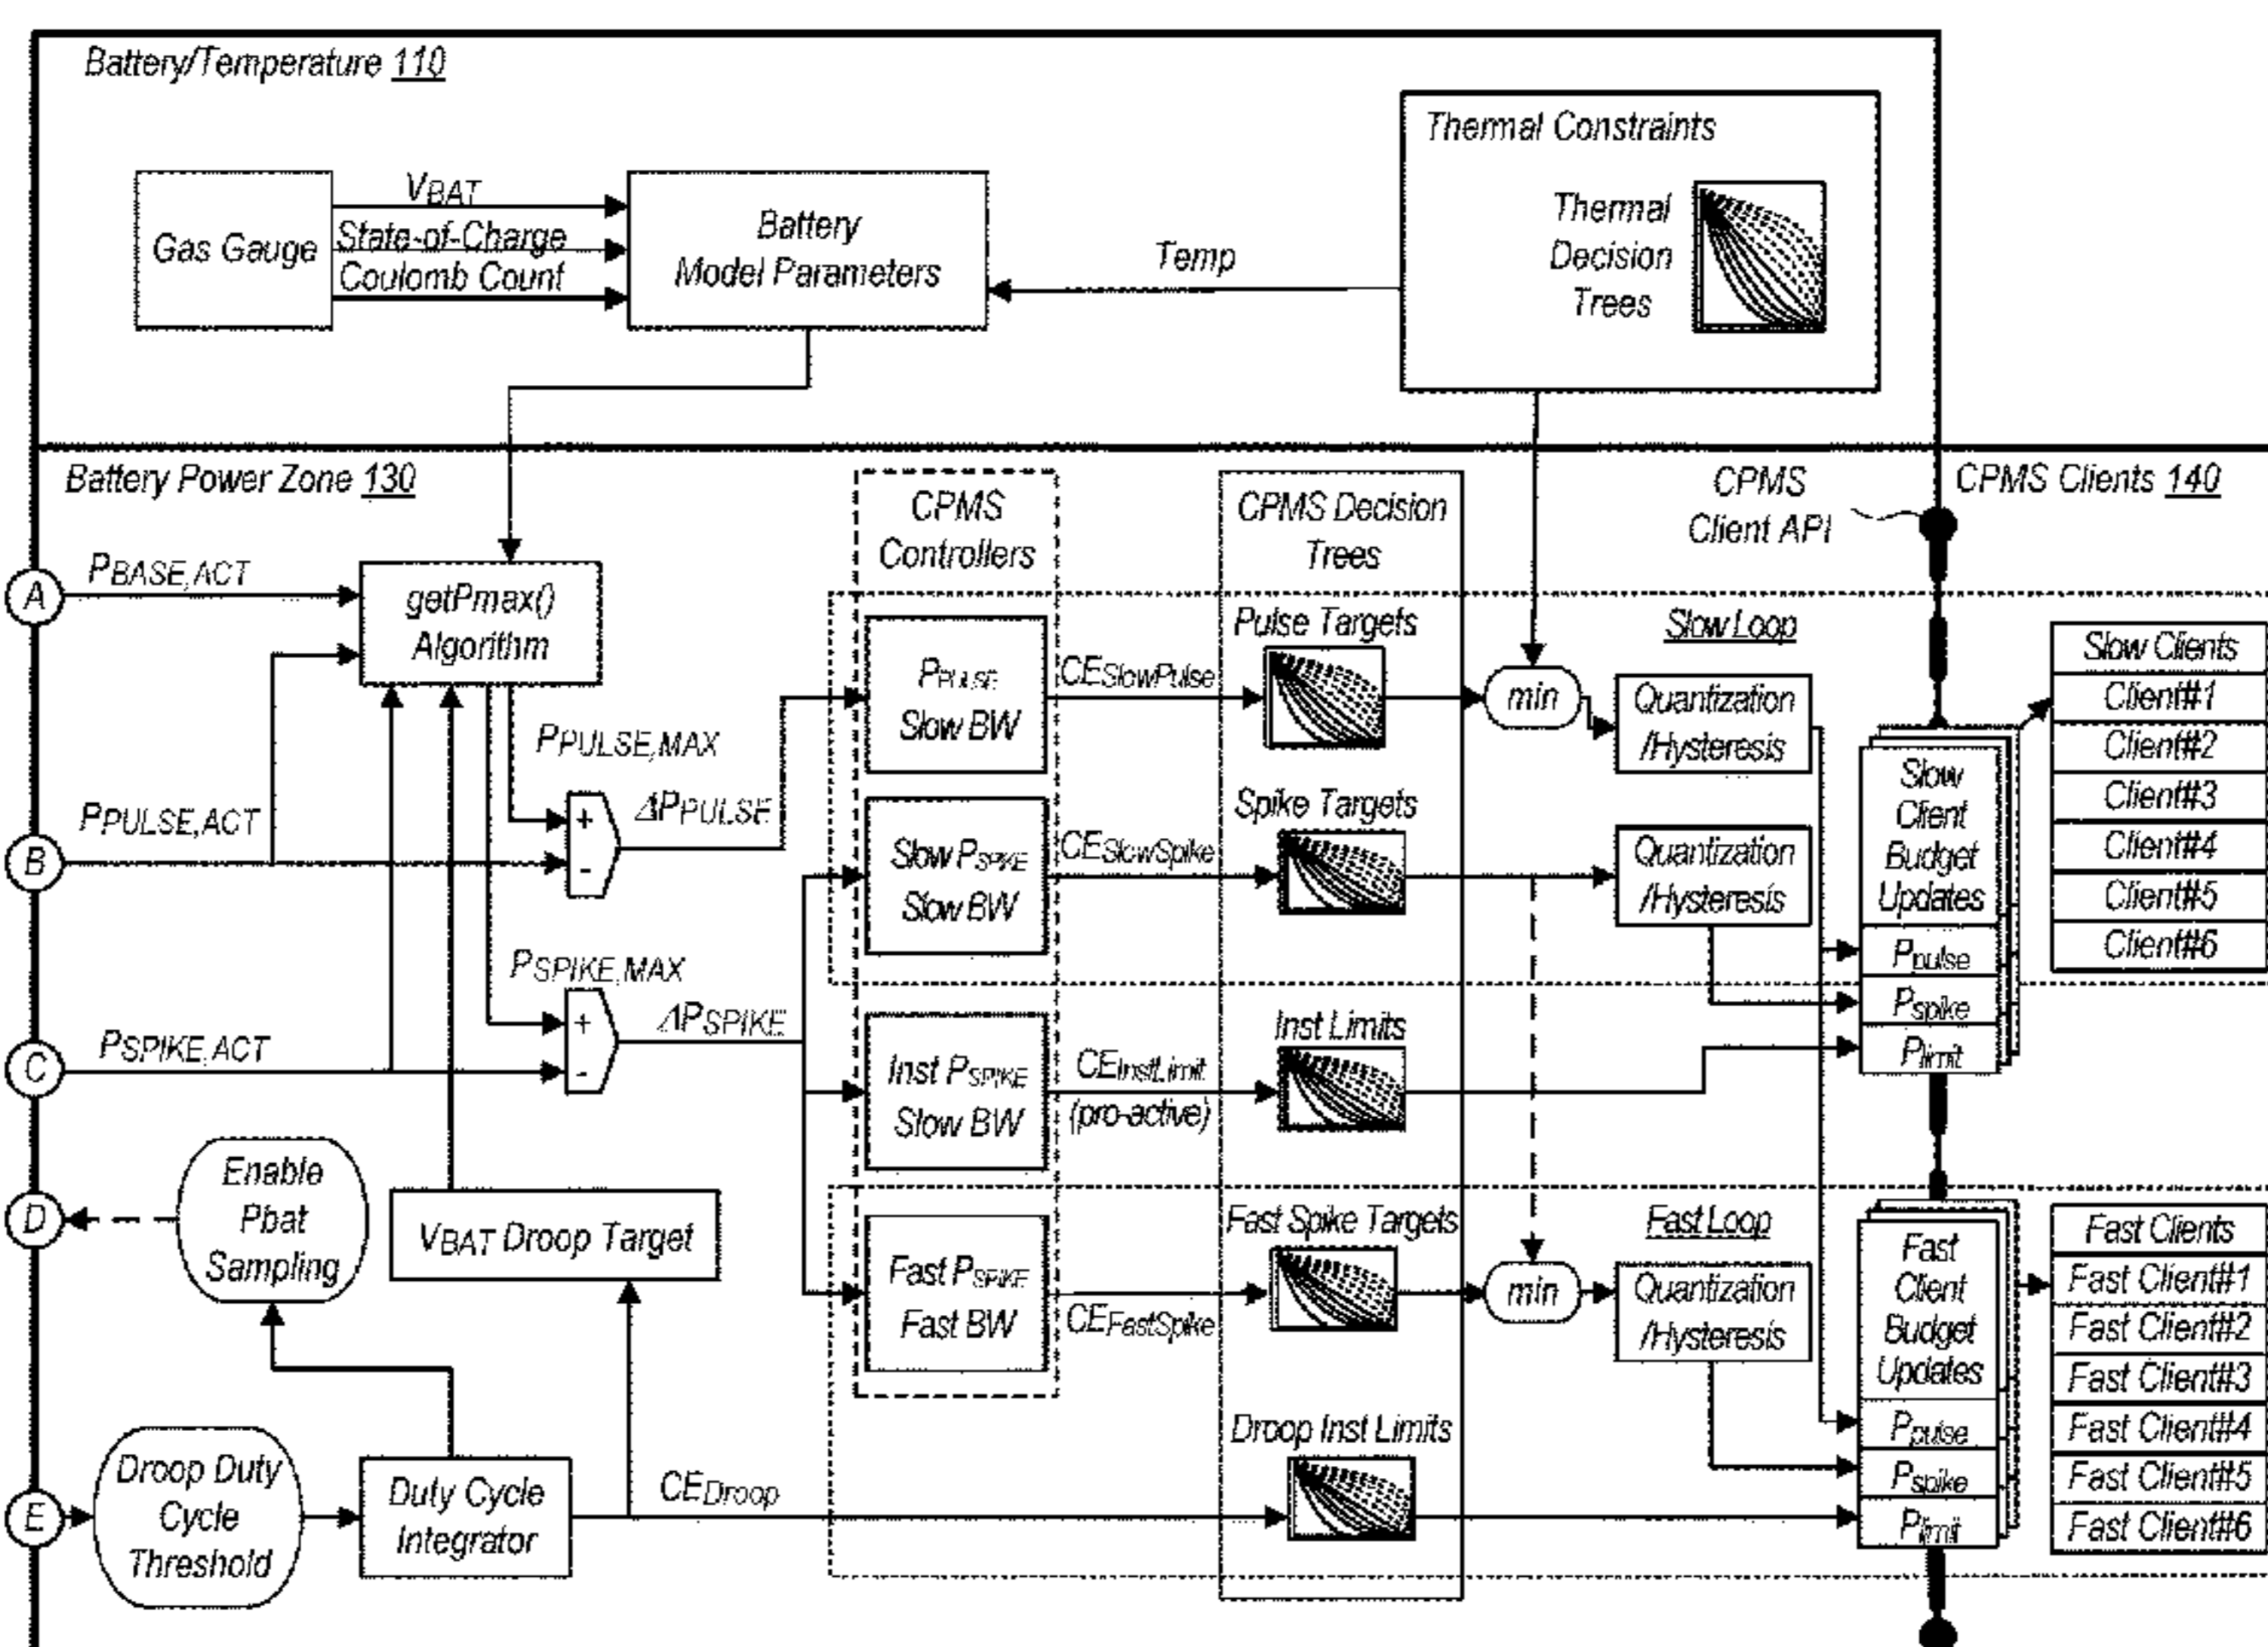 Battery/Temperature 110
Thermal Constraints
Thermal
Decision
Trees
Gas Gauge
VBAT
State-of-Charge
Coulomb Count
Battery
Model Parameters
Temp
Battery Power Zone 130
CPMS
Controllers
CPMS Decision
Trees
CPMS
Client API
CPMS Clients 140
A
PBASE,ACT
getPmax()
Algorithm
PPULSE
Slow BW
CESlowPulse
Pulse Targets
min
Slow Loop
Quantization
/Hysteresis
Slow Clients
Client#1
Client#2
Client#3
Client#4
Client#5
Client#6
PPULSE,MAX
+
-
ΔPPULSE
B
PPULSE,ACT
Slow PSPIKE
Slow BW
CESlowSpike
Spike Targets
Quantization
/Hysteresis
Slow
Client
Budget
Updates
Ppulse
Pspike
Plimit
PSPIKE,MAX
+
-
ΔPSPIKE
C
PSPIKE,ACT
Inst PSPIKE
Slow BW
CEInstLimit
(pro-active)
Inst Limits
D
Enable
Pbat
Sampling
VBAT Droop Target
Fast PSPIKE
Fast BW
CEFastSpike
Fast Spike Targets
min
Fast Loop
Quantization
/Hysteresis
Fast
Client
Budget
Updates
Ppulse
Pspike
Plimit
Fast Clients
Fast Client#1
Fast Client#2
Fast Client#3
Fast Client#4
Fast Client#5
Fast Client#6
E
Droop Duty
Cycle
Threshold
Duty Cycle
Integrator
CEDroop
Droop Inst Limits